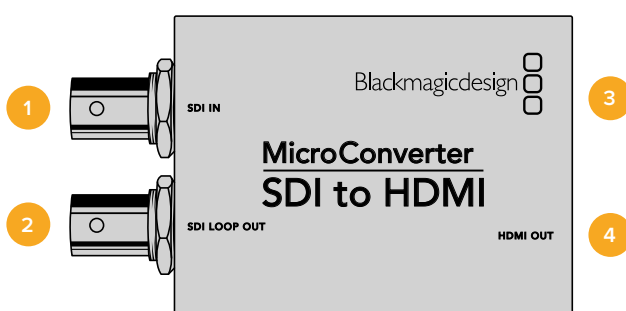 1
SDI IN
Blackmagicdesign
3
MicroConverter
SDI to HDMI
2
SDI LOOP OUT
HDMI OUT
4